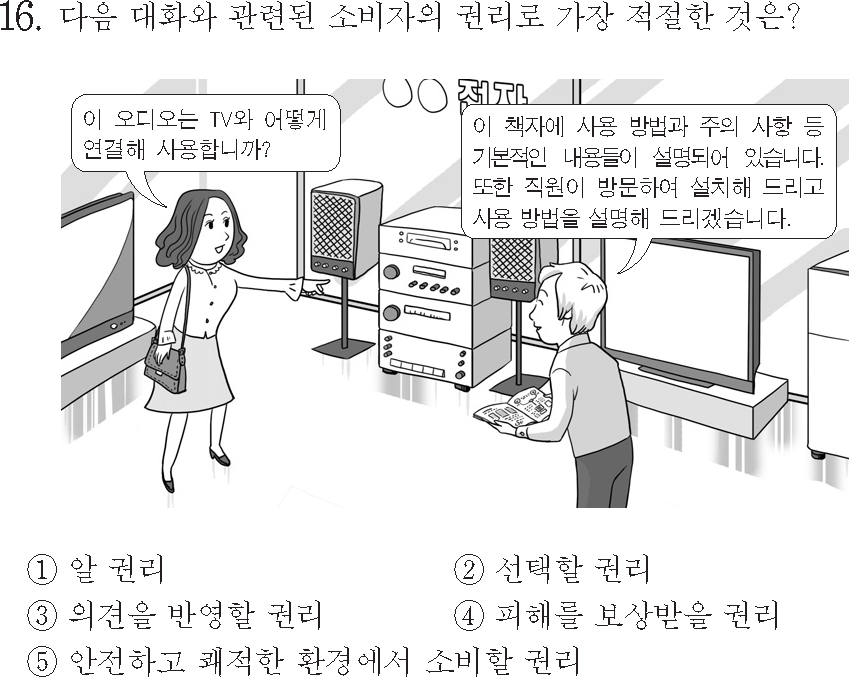 16. 다음 대화와 관련된 소비자의 권리로 가장 적절한 것은?
전자
이 오디오는 TV와 어떻게
연결해 사용합니까?
이 책자에 사용 방법과 주의 사항 등
기본적인 내용들이 설명되어 있습니다.
또한 직원이 방문하여 설치해 드리고
사용 방법을 설명해 드리겠습니다.
① 알 권리
② 선택할 권리
③ 의견을 반영할 권리
④ 피해를 보상받을 권리
⑤ 안전하고 쾌적한 환경에서 소비할 권리